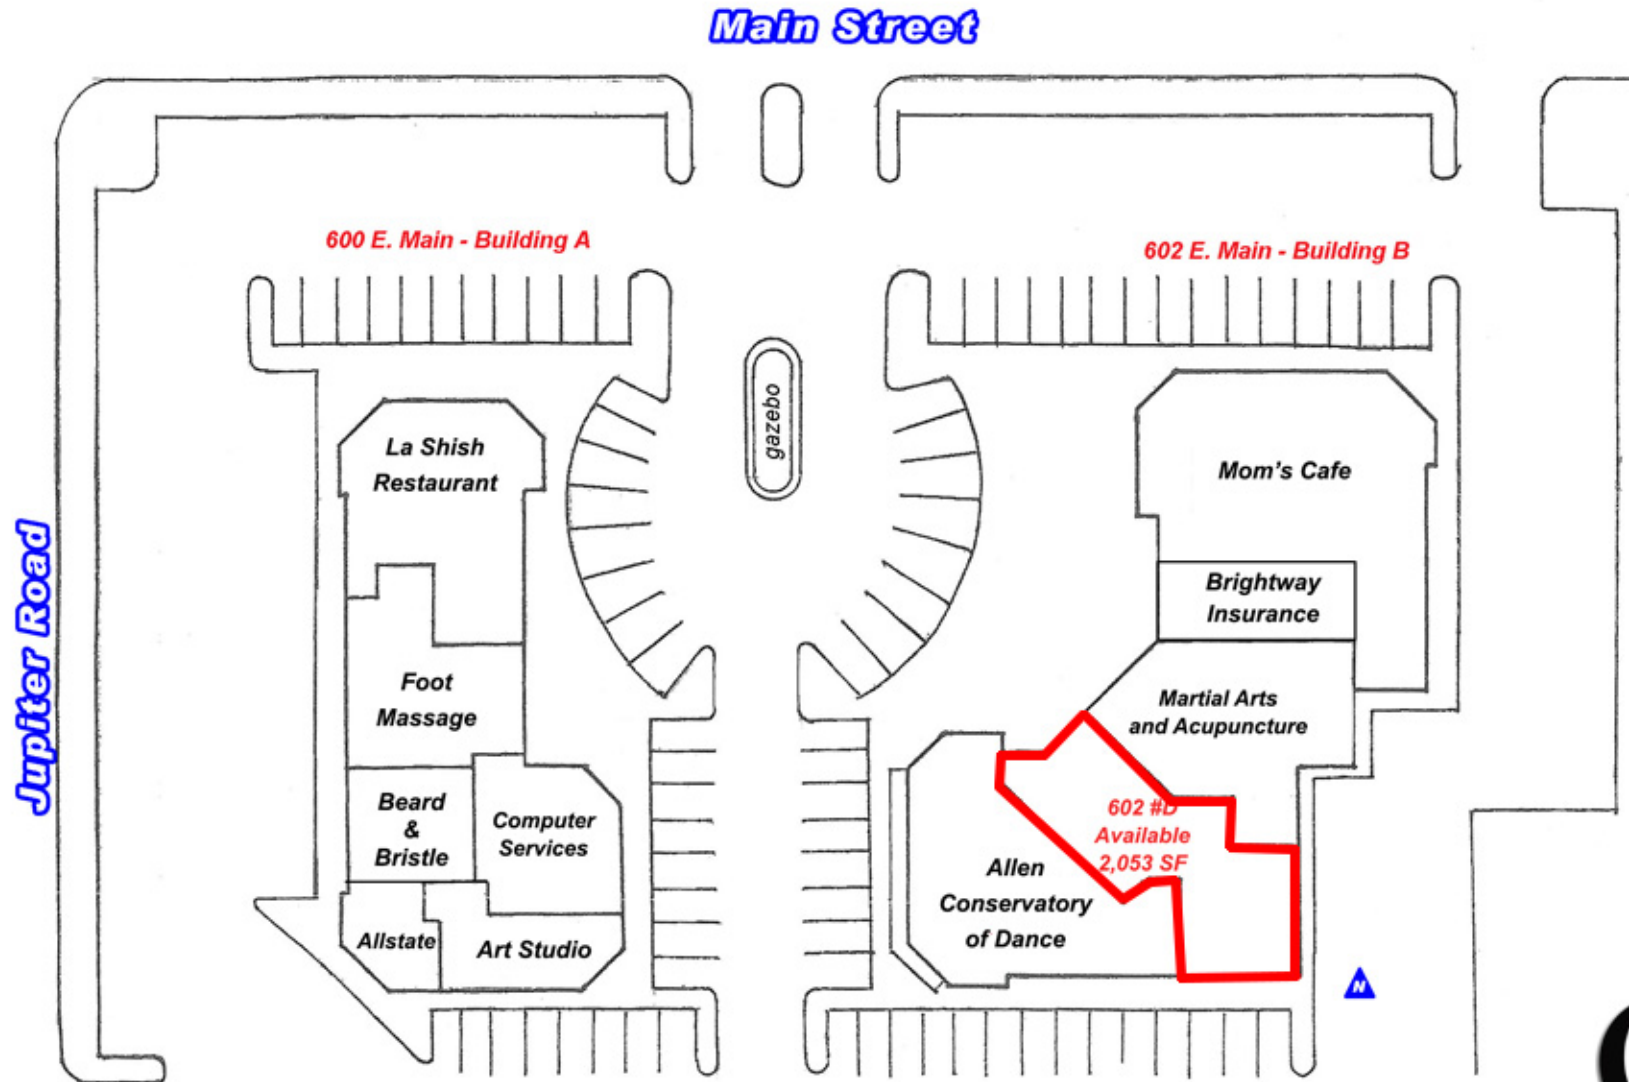 Main Street
600 E. Main - Building A
602 E. Main - Building B
gazebo
Jupiter Road
La Shish
Restaurant
Foot
Massage
Beard
&
Bristle
Computer
Services
Allstate
Art Studio
Mom's Cafe
Brightway
Insurance
Martial Arts
and Acupuncture
602 #D
Available
2,053 SF
Allen
Conservatory
of Dance
N